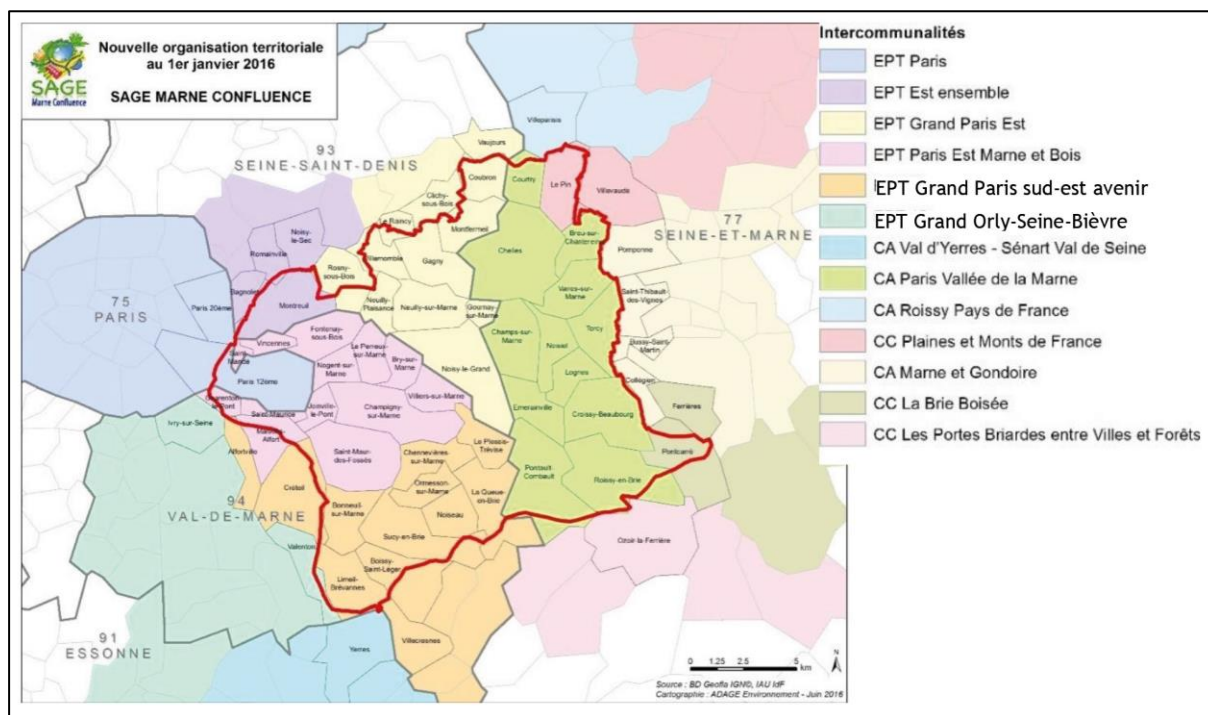 SAGE
Marne Confluence
Nouvelle organisation territoriale
au 1er janvier 2016
SAGE MARNE CONFLUENCE
Intercommunalités
EPT Paris
EPT Est ensemble
EPT Grand Paris Est
EPT Paris Est Marne et Bois
EPT Grand Paris sud-est avenir
EPT Grand Orly-Seine-Bièvre
CA Val d'Yerres - Sénart Val de Seine
CA Paris Vallée de la Marne
CA Roissy Pays de France
CC Plaines et Monts de France
CA Marne et Gondoire
CC La Brie Boisée
CC Les Portes Briardes entre Villes et Forêts
93
SEINE-SAINT-DENIS
77
SEINE-ET-MARNE
75
PARIS
94
VAL-DE-MARNE
91
ESSONNE
Villeparisis
Vaujours
Coubron
Courtry
Le Pin
Villevaudé
Clichy-
sous-Bois
Le Raincy
Montfermeil
Noisy-
le-Sec
Romainville
Rosny-
sous-Bois
Villemomble
Gagny
Chelles
Brou-sur-
Chantereine
Pomponne
Bagnolet
Montreuil
Paris 20ème
Neuilly-
Plaisance
Neuilly-sur-Marne
Gournay-
sur-Marne
Vaires-sur-
Marne
Saint-Thibault
des-Vignes
Fontenay-
sous-Bois
Vincennes
Saint-
Mandé
Le Perreux-
sur-Marne
Champs-sur-
Marne
Noisiel
Torcy
Bussy-Saint-
Martin
Paris 12ème
Nogent-sur-
Marne
Bry-sur-
Marne
Noisy-le-Grand
Lognes
Collégien
Charenton-
le-Pont
Saint-Maurice
Joinville-
le-Pont
Villiers-sur-Marne
Champigny-
sur-Marne
Emerainville
Croissy-Beaubourg
Ferrières
Ivry-sur-Seine
Maisons-
Alfort
Alfortville
Saint-Maur-
des-Fossés
Chennevières-
sur-Marne
Le Plessis-
Trévise
Pontcarré
Créteil
Ormesson-
sur-Marne
La Queue-
en-Brie
Pontault-
Combault
Roissy-en-Brie
Bonneuil-
sur-Marne
Noiseau
Sucy-en-Brie
Valenton
Boissy-
Saint-Léger
Limeil-
Brévannes
Ozoir-la-Ferrière
Villecresnes
Yerres
N
0 1.25 2.5 5
km
Source : BD Geofla IGN©, IAU IdF
Cartographie : ADAGE Environnement - Juin 2016